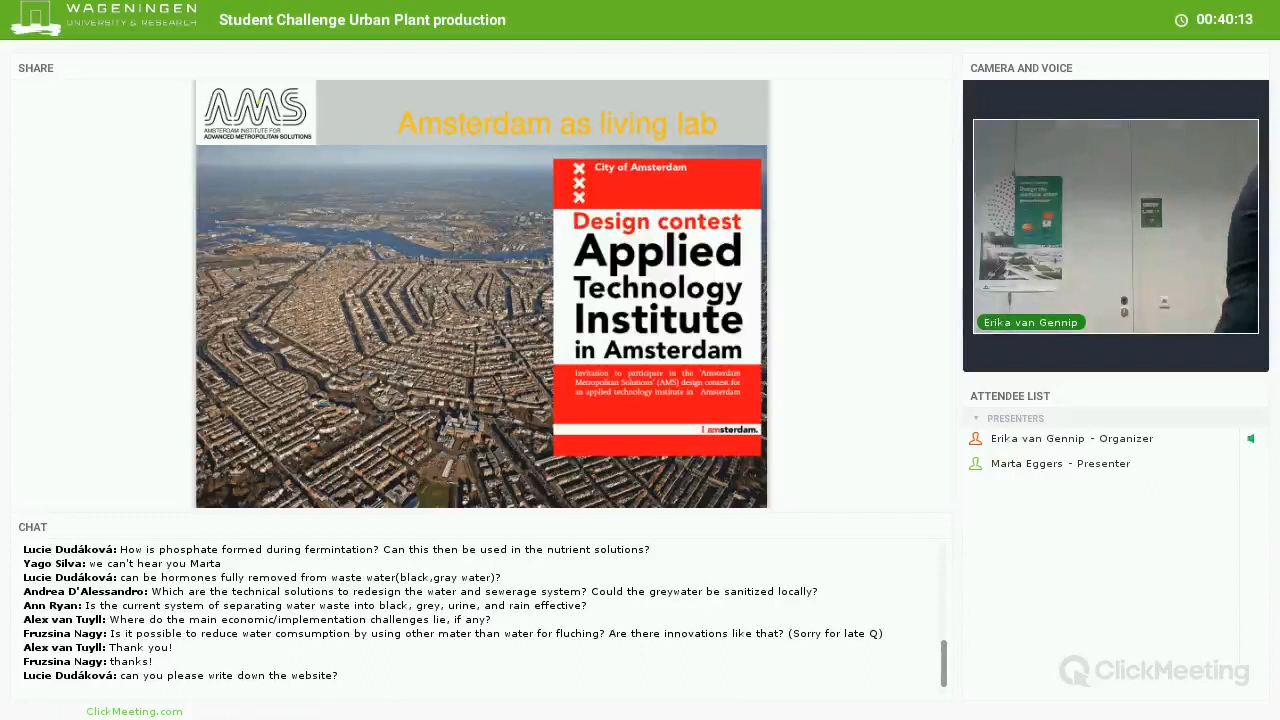 WAGENINGEN
UNIVERSITY & RESEARCH
Student Challenge Urban Plant production
00:40:13
SHARE
AMS
AMSTERDAM INSTITUTE FOR
ADVANCED METROPOLITAN SOLUTIONS
Amsterdam as living lab
City of Amsterdam
Design contest
Applied
Technology
Institute
in Amsterdam
Invitation to participate in the 'Amsterdam
Metropolitan Solutions' (AMS) design contest for
an applied technology institute in Amsterdam
I amsterdam.
CAMERA AND VOICE
Erika van Gennip
ATTENDEE LIST
PRESENTERS
Erika van Gennip - Organizer
Marta Eggers - Presenter
CHAT
Lucie Dudáková: How is phosphate formed during fermintation? Can this then be used in the nutrient solutions?
Yago Silva: we can't hear you Marta
Lucie Dudáková: can be hormones fully removed from waste water(black,gray water)?
Andrea D'Alessandro: Which are the technical solutions to redesign the water and sewerage system? Could the greywater be sanitized locally?
Ann Ryan: Is the current system of separating water waste into black, grey, urine, and rain effective?
Alex van Tuyll: Where do the main economic/implementation challenges lie, if any?
Fruzsina Nagy: Is it possible to reduce water comsumption by using other mater than water for fluching? Are there innovations like that? (Sorry for late Q)
Alex van Tuyll: Thank you!
Fruzsina Nagy: thanks!
Lucie Dudáková: can you please write down the website?
ClickMeeting
ClickMeeting.com